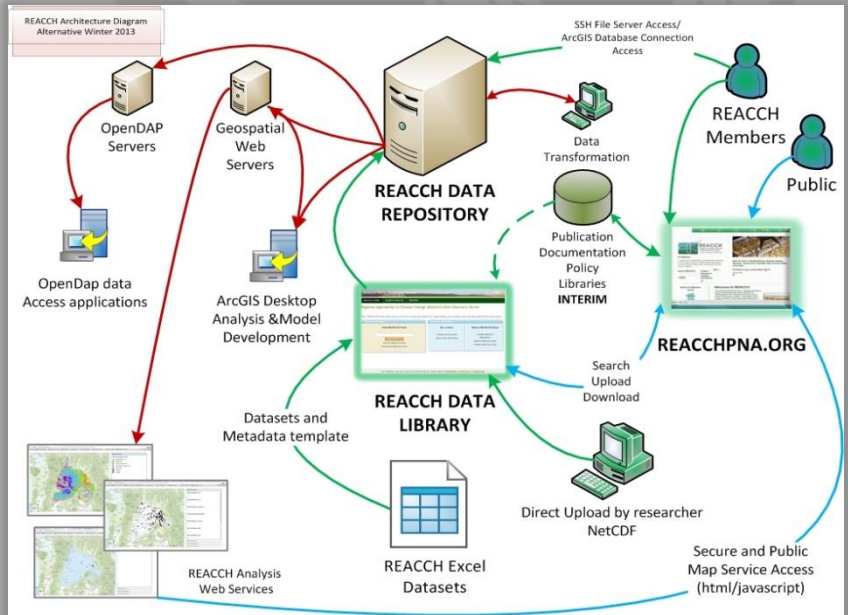 REACCH Architecture Diagram
Alternative Winter 2013
SSH File Server Access/
ArcGIS Database Connection
Access
OpenDAP
Servers
Geospatial
Web
Servers
REACCH DATA
REPOSITORY
Data
Transformation
REACCH
Members
Public
OpenDap data
Access applications
ArcGIS Desktop
Analysis &Model
Development
Publication
Documentation
Policy
Libraries
INTERIM
REACCHPNA.ORG
Search
Upload
Download
REACCH DATA
LIBRARY
Datasets and
Metadata template
Direct Upload by researcher
NetCDF
REACCH Excel
Datasets
REACCH Analysis
Web Services
Secure and Public
Map Service Access
(html/javascript)